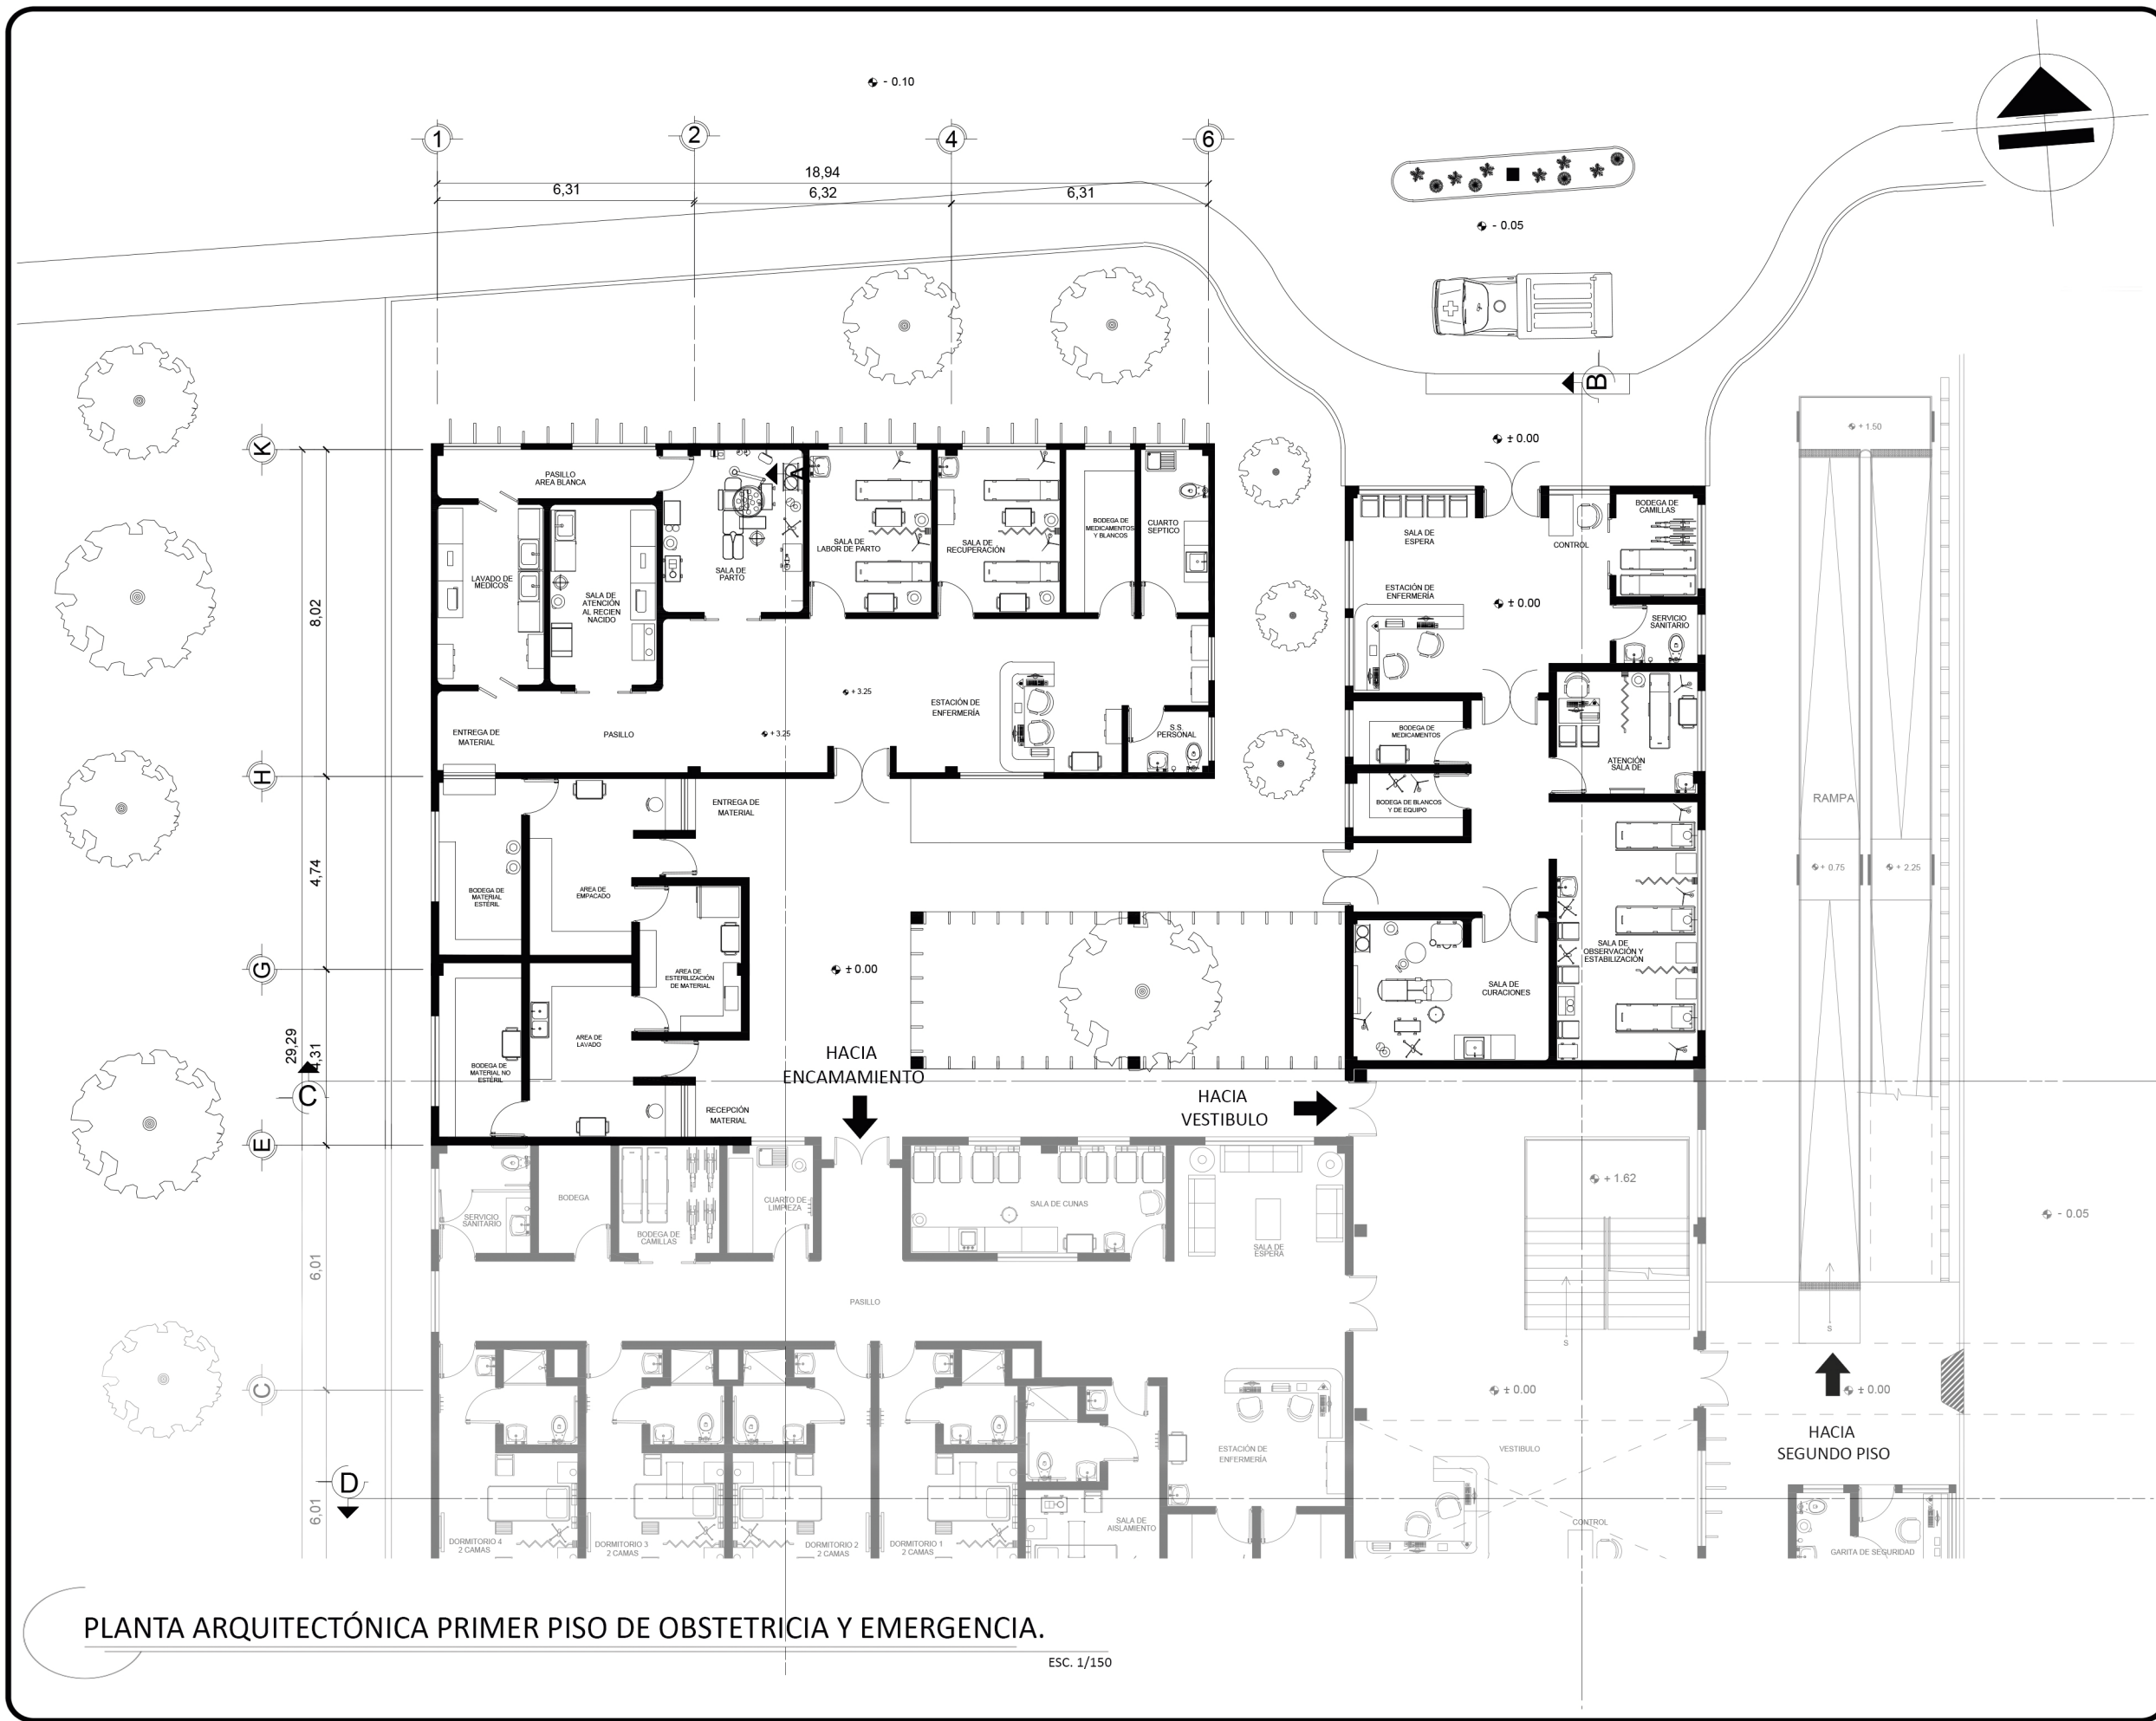 - 0.10
1
2
4
6
18,94
6,31
6,32
6,31
- 0.05
B
± 0.00
+ 1.50
K
PASILLO
AREA BLANCA
A
BODEGA DE
CAMILLAS
SALA DE
ESPERA
CONTROL
BODEGA DE
MEDICAMENTOS
Y BLANCOS
CUARTO
SEPTICO
SALA DE
LABOR DE PARTO
SALA DE
RECUPERACIÓN
SALA DE
PARTO
LAVADO DE
MEDICOS
SALA DE
ATENCIÓN
AL RECIEN
NACIDO
8,02
ESTACIÓN DE
ENFERMERÍA
± 0.00
SERVICIO
SANITARIO
+ 3.25
ESTACIÓN DE
ENFERMERÍA
ENTREGA DE
MATERIAL
PASILLO
+ 3.25
S.S.
PERSONAL
BODEGA DE
MEDICAMENTOS
ATENCIÓN
SALA DE
H
ENTREGA DE
MATERIAL
BODEGA DE BLANCOS
Y DE EQUIPO
RAMPA
4,74
BODEGA DE
MATERIAL
ESTÉRIL
AREA DE
EMPACADO
+ 0.75
+ 2.25
G
± 0.00
AREA DE
ESTERILIZACIÓN
DE MATERIAL
SALA DE
OBSERVACIÓN Y
ESTABILIZACIÓN
SALA DE
CURACIONES
29,29
4,31
AREA DE
LAVADO
BODEGA DE
MATERIAL NO
ESTÉRIL
HACIA
ENCAMAMIENTO
C
HACIA
VESTIBULO
RECEPCIÓN
MATERIAL
E
+ 1.62
SERVICIO
SANITARIO
BODEGA
BODEGA DE
CAMILLAS
CUARTO DE
LIMPIEZA
SALA DE CUNAS
SALA DE
ESPERA
- 0.05
6,01
PASILLO
S
S
C
± 0.00
± 0.00
HACIA
SEGUNDO PISO
ESTACIÓN DE
ENFERMERÍA
VESTIBULO
D
6,01
SALA DE
AISLAMIENTO
CONTROL
DORMITORIO 4
2 CAMAS
DORMITORIO 3
2 CAMAS
DORMITORIO 2
2 CAMAS
DORMITORIO 1
2 CAMAS
GARITA DE SEGURIDAD
PLANTA ARQUITECTÓNICA PRIMER PISO DE OBSTETRICIA Y EMERGENCIA.
ESC. 1/150